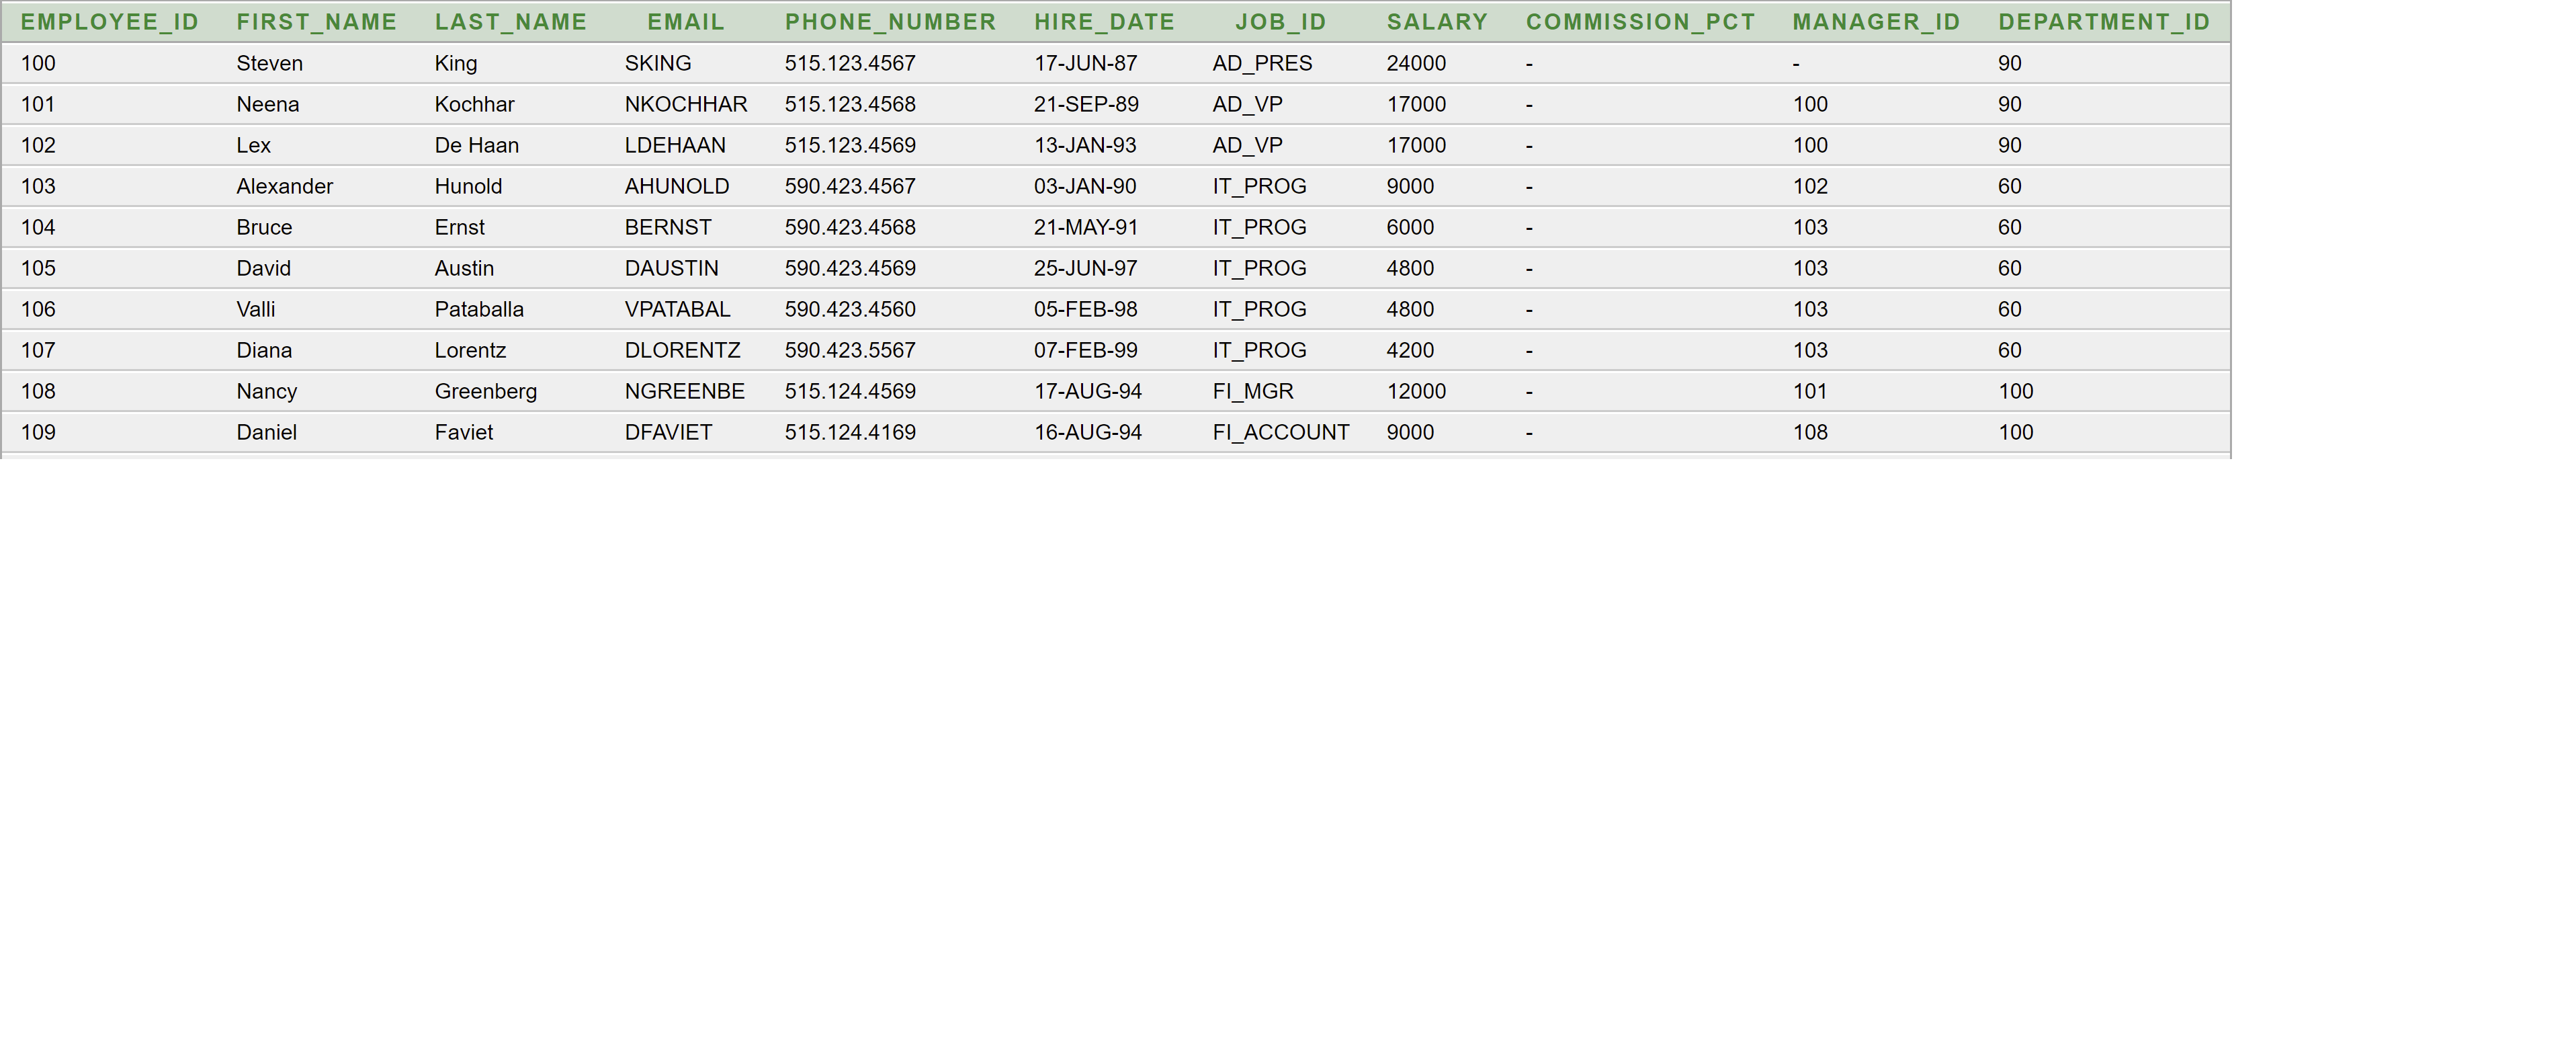 EMPLOYEE_ID FIRST_NAME LAST_NAME EMAIL PHONE_NUMBER HIRE_DATE JOB_ID SALARY COMMISSION_PCT MANAGER_ID DEPARTMENT_ID
100 Steven King SKING 515.123.4567 17-JUN-87 AD_PRES 24000 - - 90
101 Neena Kochhar NKOCHHAR 515.123.4568 21-SEP-89 AD_VP 17000 - 100 90
102 Lex De Haan LDEHAAN 515.123.4569 13-JAN-93 AD_VP 17000 - 100 90
103 Alexander Hunold AHUNOLD 590.423.4567 03-JAN-90 IT_PROG 9000 - 102 60
104 Bruce Ernst BERNST 590.423.4568 21-MAY-91 IT_PROG 6000 - 103 60
105 David Austin DAUSTIN 590.423.4569 25-JUN-97 IT_PROG 4800 - 103 60
106 Valli Pataballa VPATABAL 590.423.4560 05-FEB-98 IT_PROG 4800 - 103 60
107 Diana Lorentz DLORENTZ 590.423.5567 07-FEB-99 IT_PROG 4200 - 103 60
108 Nancy Greenberg NGREENBE 515.124.4569 17-AUG-94 FI_MGR 12000 - 101 100
109 Daniel Faviet DFAVIET 515.124.4169 16-AUG-94 FI_ACCOUNT 9000 - 108 100